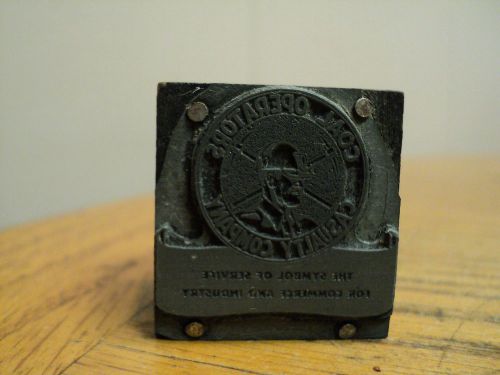 COAL OPERATORS
CASUALTY COMPANY
THE SYMBOL OF SERVICE
FOR COMMERCE AND INDUSTRY